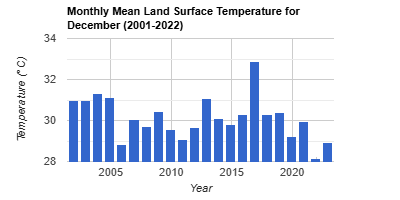 Monthly Mean Land Surface Temperature for
December (2001-2022)
34
32
30
28
Temperature (° C)
2005
2010
2015
2020
Year